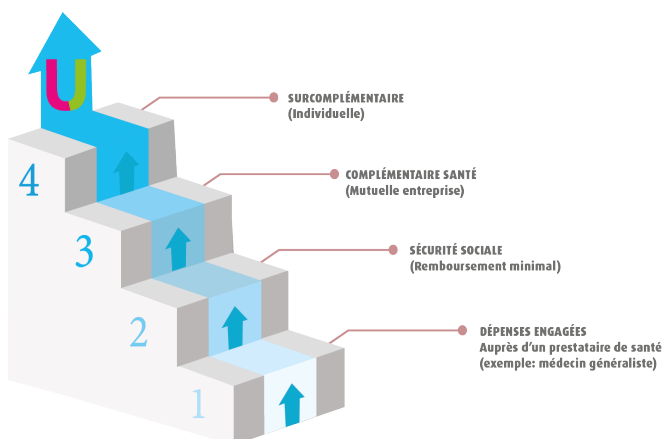 U
SURCOMPLÉMENTAIRE
(Individuelle)
4
COMPLÉMENTAIRE SANTÉ
(Mutuelle entreprise)
3
SÉCURITÉ SOCIALE
(Remboursement minimal)
2
DÉPENSES ENGAGÉES
Auprès d’un prestataire de santé
(exemple: médecin généraliste)
1